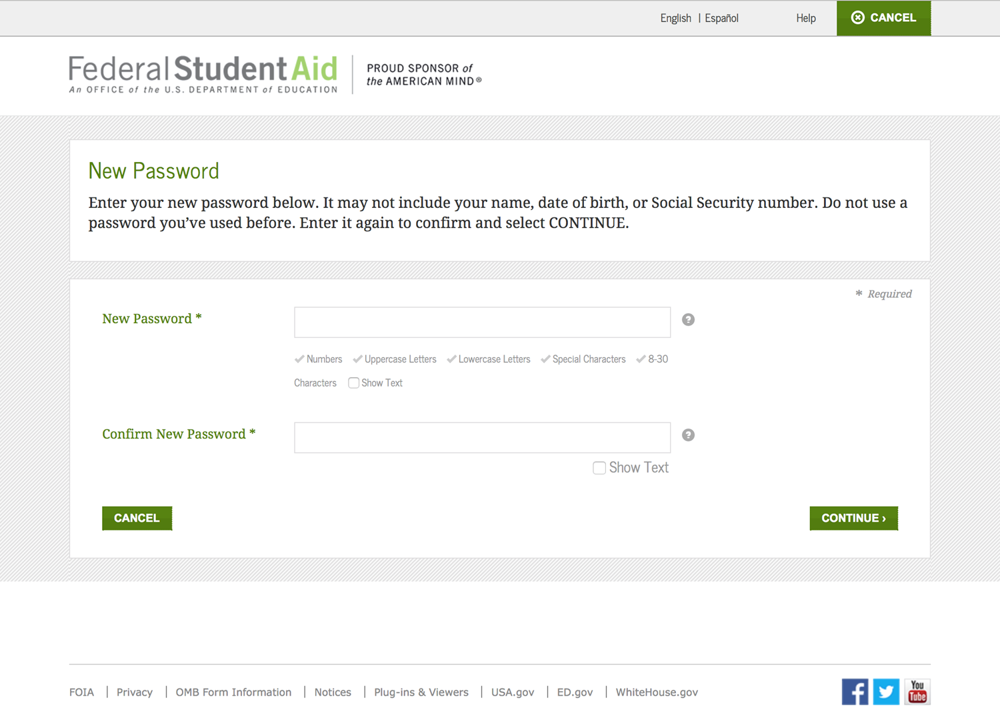 English | Español Help CANCEL
Federal Student Aid
An OFFICE of the U.S. DEPARTMENT of EDUCATION
PROUD SPONSOR of
the AMERICAN MIND®
New Password
Enter your new password below. It may not include your name, date of birth, or Social Security number. Do not use a
password you’ve used before. Enter it again to confirm and select CONTINUE.
* Required
New Password *
?
Numbers Uppercase Letters Lowercase Letters Special Characters 8-30
Characters Show Text
Confirm New Password *
?
Show Text
CANCEL
CONTINUE ›
FOIA | Privacy | OMB Form Information | Notices | Plug-ins & Viewers | USA.gov | ED.gov | WhiteHouse.gov
f
You
Tube